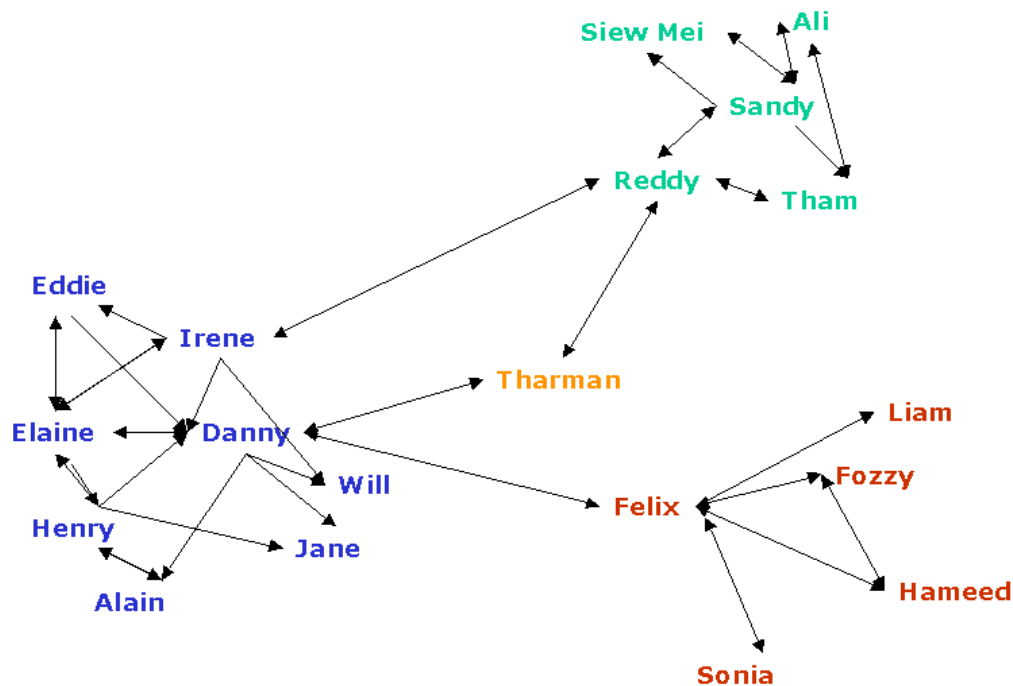 Ali
Siew Mei
Sandy
Reddy
Tham
Eddie
Irene
Tharman
Liam
Elaine
Danny
Fozzy
Will
Felix
Henry
Jane
Hameed
Alain
Sonia